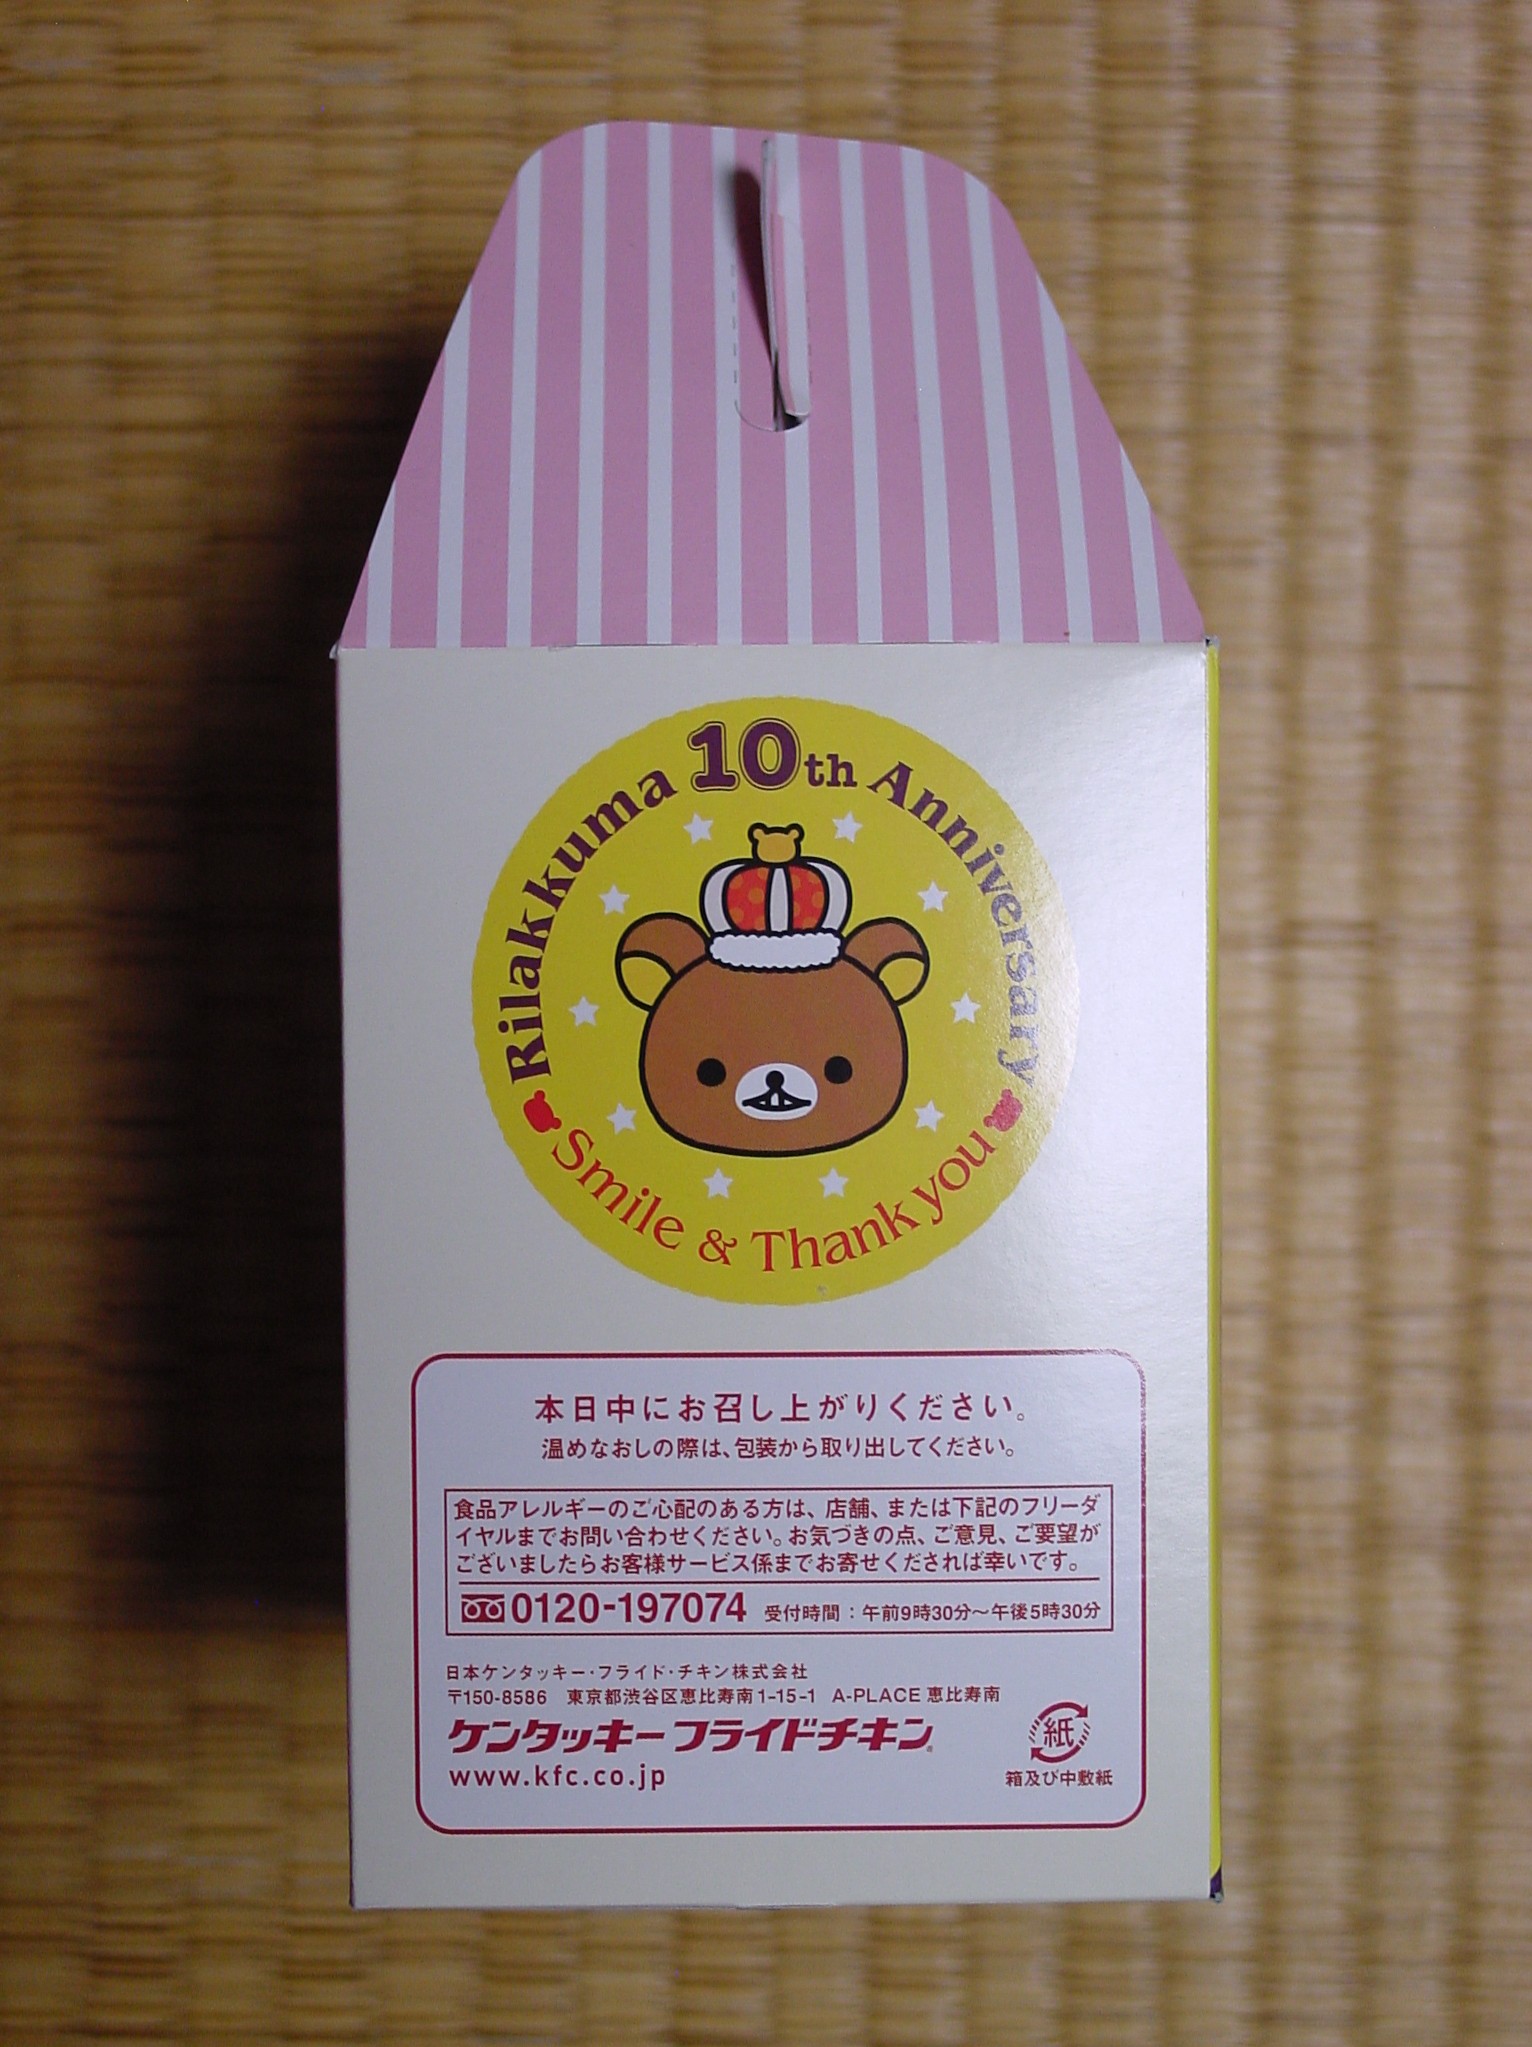 Rilakkuma 10th Anniversary
Smile & Thank you
本日中にお召し上がりください。
温めなおしの際は、包装から取り出してください。
食品アレルギーのご心配のある方は、店舗、または下記のフリーダ
イヤルまでお問い合わせください。お気づきの点、ご意見、ご要望が
ございましたらお客様サービス係までお寄せくだされば幸いです。
0120-197074 受付時間：午前9時30分〜午後5時30分
日本ケンタッキー・フライド・チキン株式会社
〒150-8586 東京都渋谷区恵比寿南1-15-1 A-PLACE 恵比寿南
ケンタッキーフライドチキン
www.kfc.co.jp
紙
箱及び中敷紙